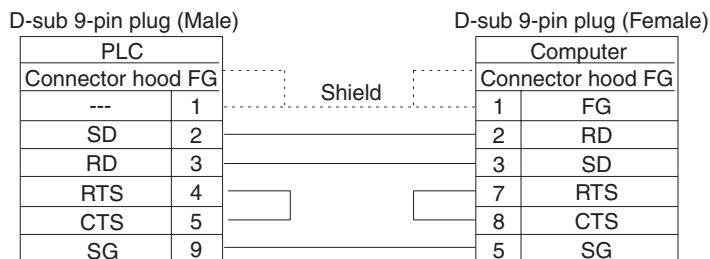 D-sub 9-pin plug (Male) D-sub 9-pin plug (Female)
PLC Computer
Connector hood FG Connector hood FG
Shield
--- 1 1 FG
SD 2 2 RD
RD 3 3 SD
RTS 4 7 RTS
CTS 5 8 CTS
SG 9 5 SG